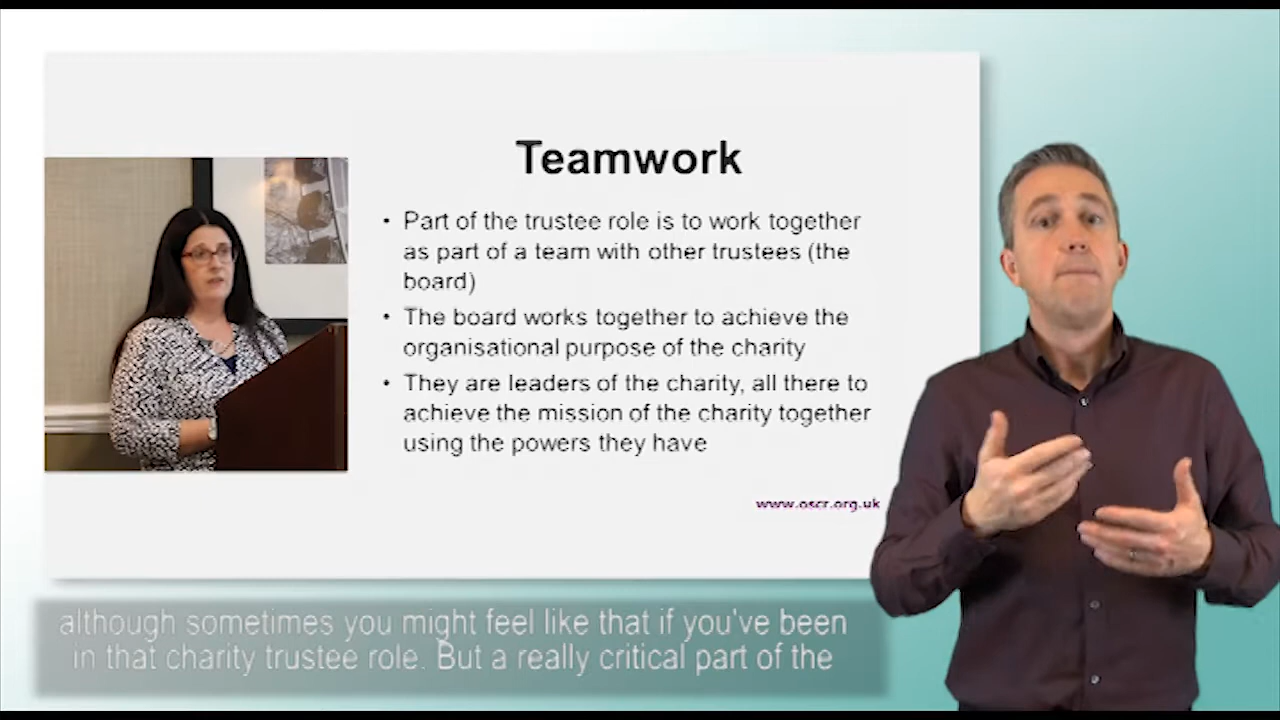 Teamwork
• Part of the trustee role is to work together
as part of a team with other trustees (the
board)
• The board works together to achieve the
organisational purpose of the charity
• They are leaders of the charity, all there to
achieve the mission of the charity together
using the powers they have
www.oscr.org.uk
although sometimes you might feel like that if you've been
in that charity trustee role. But a really critical part of the